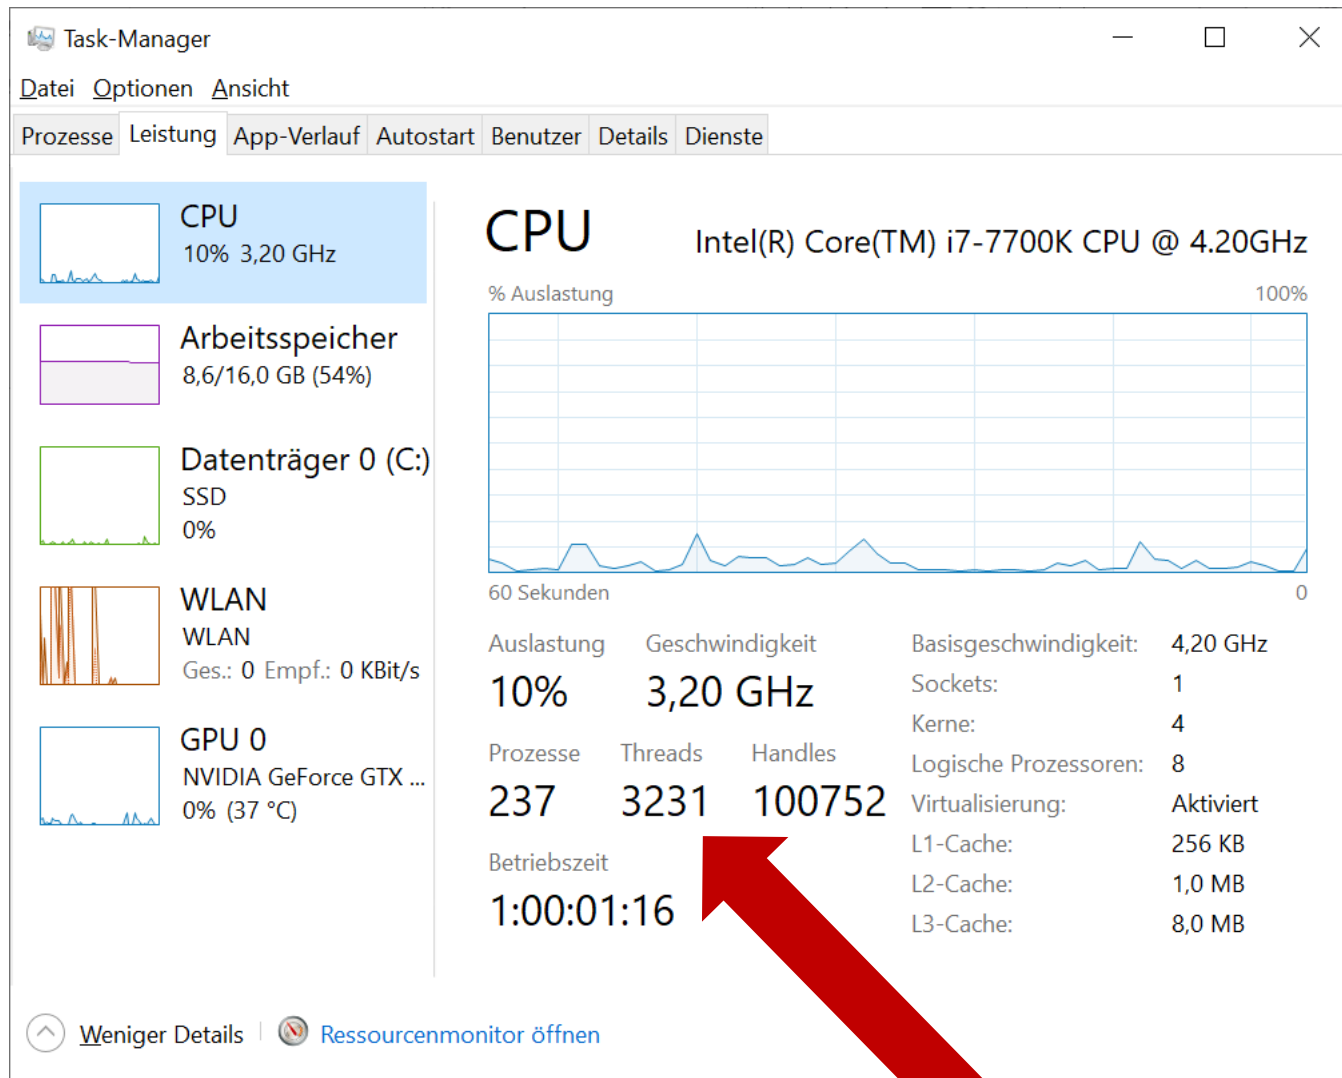 Task-Manager
Datei Optionen Ansicht
Prozesse Leistung App-Verlauf Autostart Benutzer Details Dienste
CPU
10% 3,20 GHz
Arbeitsspeicher
8,6/16,0 GB (54%)
Datenträger 0 (C:)
SSD
0%
WLAN
WLAN
Ges.: 0 Empf.: 0 KBit/s
GPU 0
NVIDIA GeForce GTX ...
0% (37 °C)
CPU Intel(R) Core(TM) i7-7700K CPU @ 4.20GHz
% Auslastung 100%
60 Sekunden 0
Auslastung Geschwindigkeit
10% 3,20 GHz
Prozesse Threads Handles
237 3231 100752
Betriebszeit
1:00:01:16
Basisgeschwindigkeit: 4,20 GHz
Sockets: 1
Kerne: 4
Logische Prozessoren: 8
Virtualisierung: Aktiviert
L1-Cache: 256 KB
L2-Cache: 1,0 MB
L3-Cache: 8,0 MB
Weniger Details Ressourcenmonitor öffnen